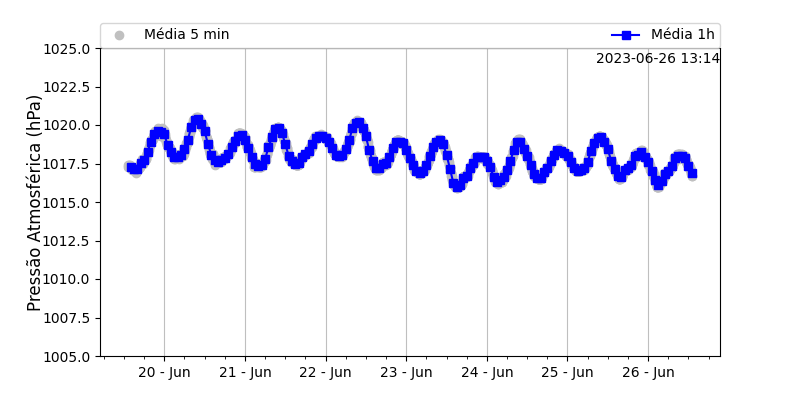 Média 5 min
Média 1h
2023-06-26 13:14
Pressão Atmosférica (hPa)
1025.0
1022.5
1020.0
1017.5
1015.0
1012.5
1010.0
1007.5
1005.0
20 - Jun
21 - Jun
22 - Jun
23 - Jun
24 - Jun
25 - Jun
26 - Jun